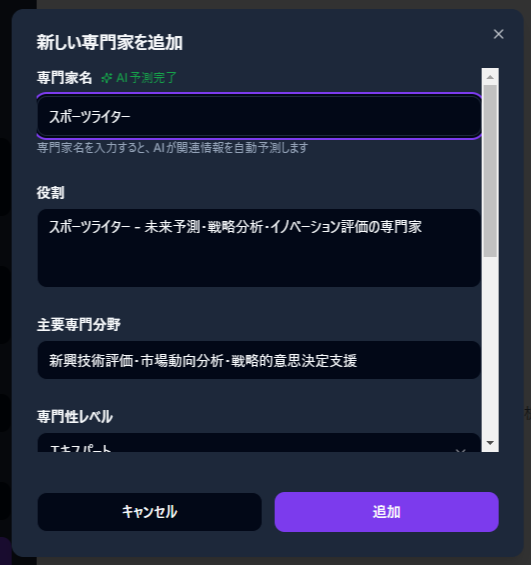 新しい専門家を追加
専門家名 AI予測完了
スポーツライター
専門家名を入力すると、AIが関連情報を自動予測します
役割
スポーツライター - 未来予測・戦略分析・イノベーション評価の専門家
主要専門分野
新興技術評価・市場動向分析・戦略的意思決定支援
専門性レベル
エキスパート
キャンセル
追加